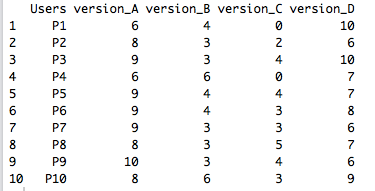 Users version_A version_B version_C version_D
1 P1 6 4 0 10
2 P2 8 3 2 6
3 P3 9 3 4 10
4 P4 6 6 0 7
5 P5 9 4 4 7
6 P6 9 4 3 8
7 P7 9 3 3 6
8 P8 8 3 5 7
9 P9 10 3 4 6
10 P10 8 6 3 9